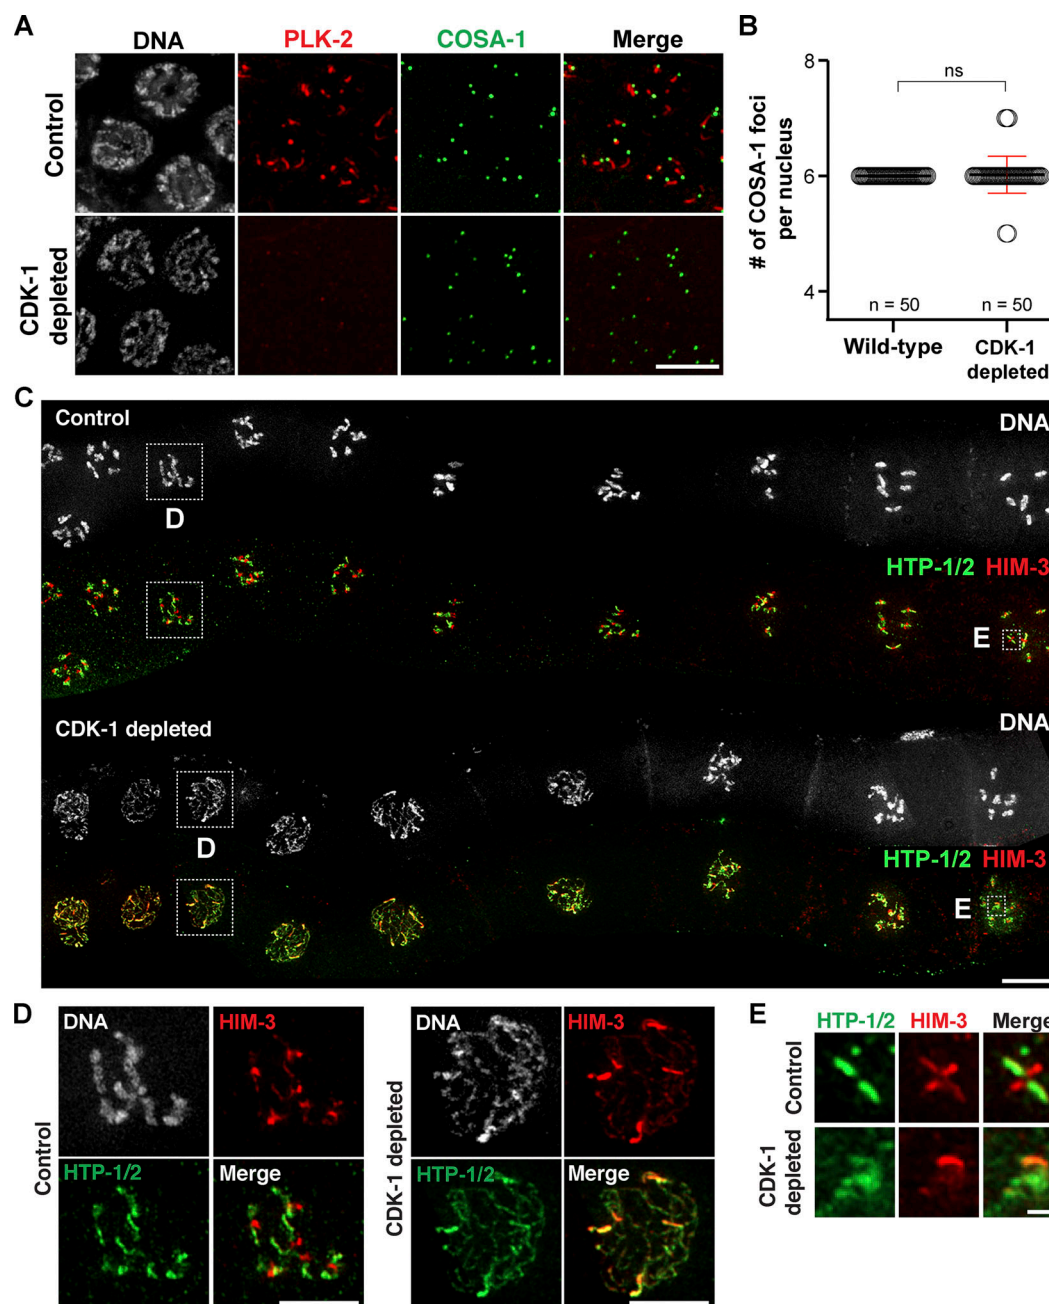 A
DNA
PLK-2
COSA-1
Merge
Control
CDK-1
depleted
B
# of COSA-1 foci
per nucleus
8
6
4
ns
n = 50
n = 50
Wild-type
CDK-1
depleted
C
Control
DNA
D
HTP-1/2 HIM-3
E
CDK-1 depleted
DNA
D
HTP-1/2 HIM-3
E
D
Control
DNA
HIM-3
HTP-1/2
Merge
CDK-1 depleted
DNA
HIM-3
HTP-1/2
Merge
E
HTP-1/2
HIM-3
Merge
Control
CDK-1
depleted